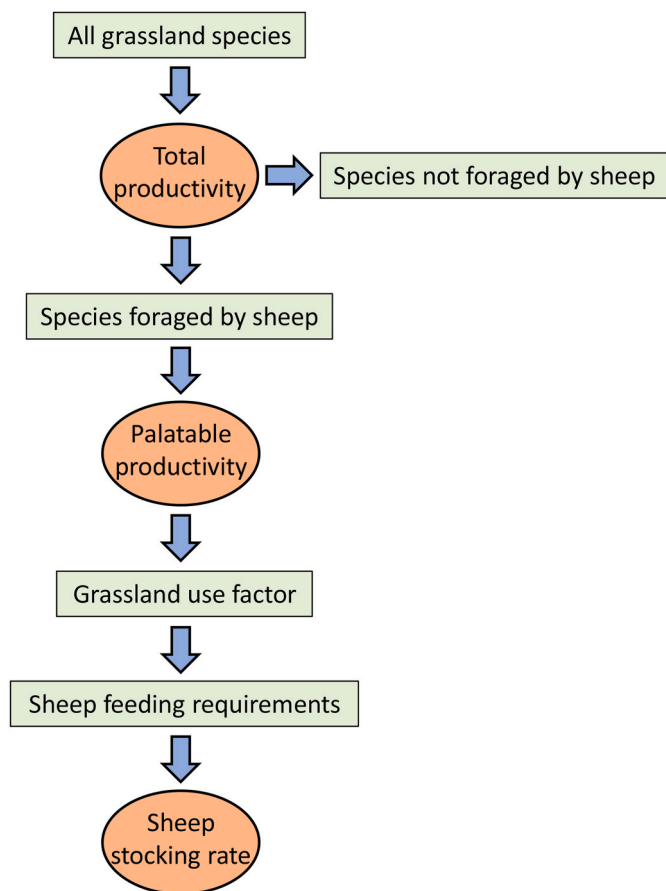 All grassland species
Total
productivity
Species not foraged by sheep
Species foraged by sheep
Palatable
productivity
Grassland use factor
Sheep feeding requirements
Sheep
stocking rate